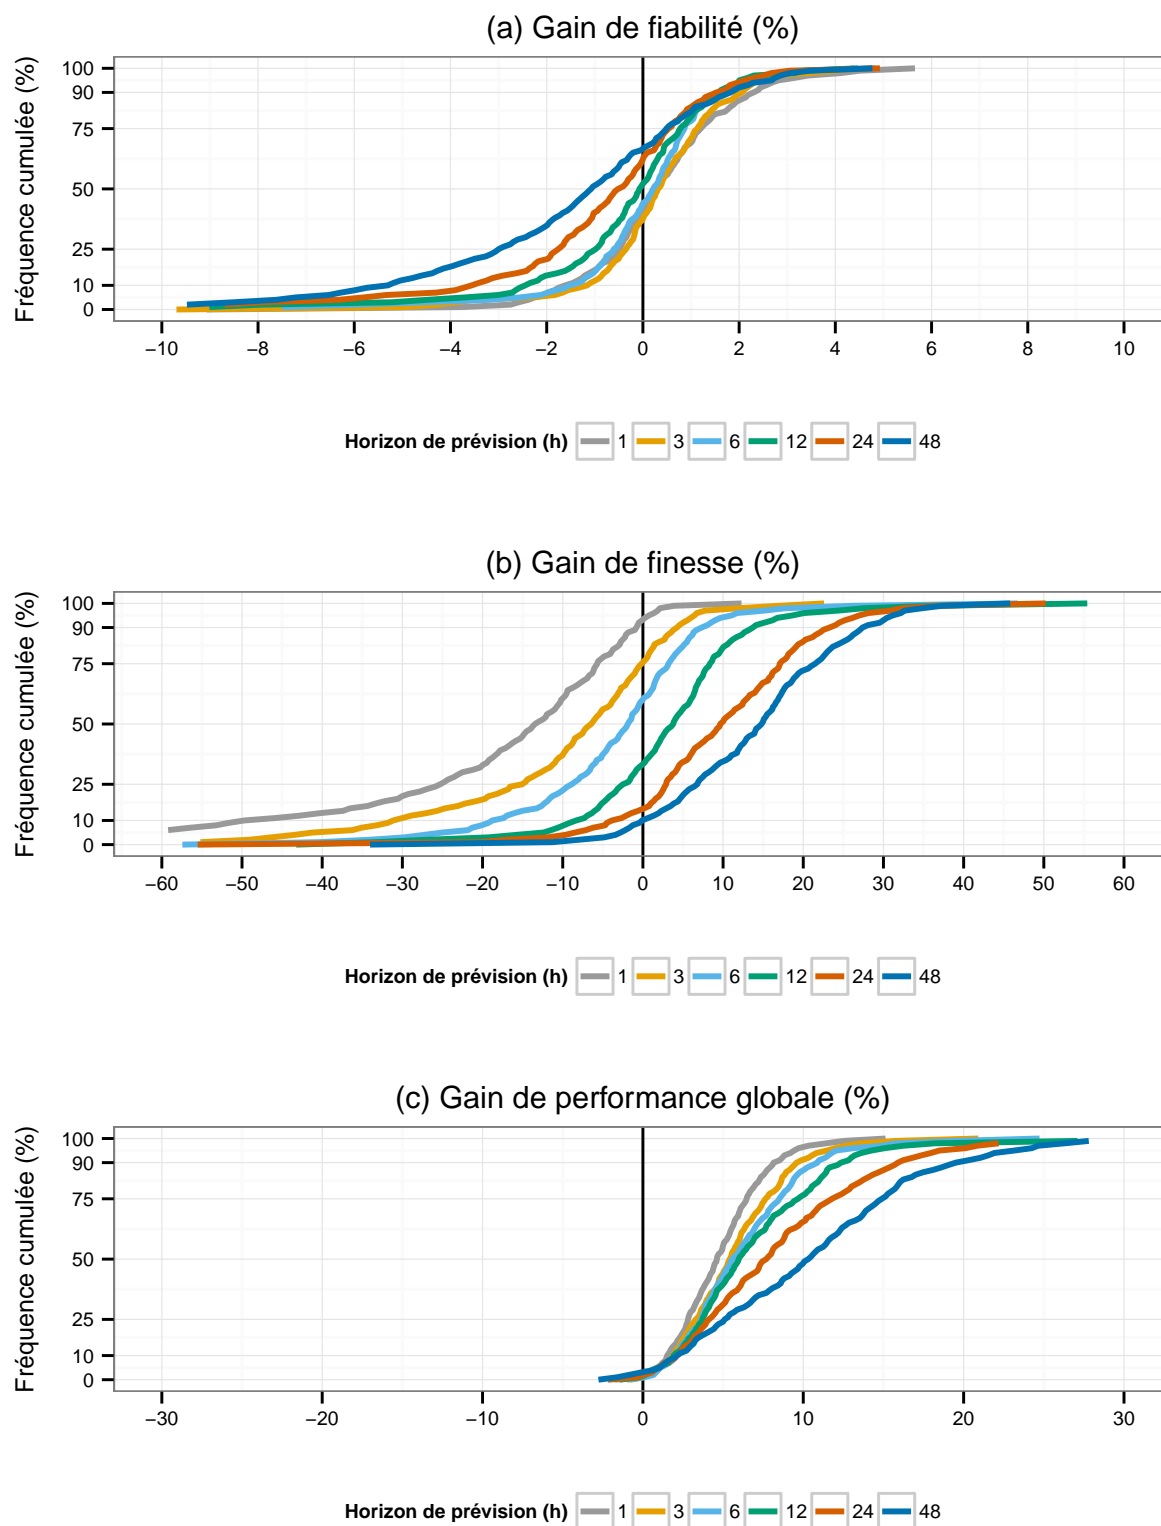 (a) Gain de fiabilité (%)
Fréquence cumulée (%)
100
90
75
50
25
10
0
−10 −8 −6 −4 −2 0 2 4 6 8 10
Horizon de prévision (h) 1 3 6 12 24 48
(b) Gain de finesse (%)
Fréquence cumulée (%)
100
90
75
50
25
10
0
−60 −50 −40 −30 −20 −10 0 10 20 30 40 50 60
Horizon de prévision (h) 1 3 6 12 24 48
(c) Gain de performance globale (%)
Fréquence cumulée (%)
100
90
75
50
25
10
0
−30 −20 −10 0 10 20 30
Horizon de prévision (h) 1 3 6 12 24 48